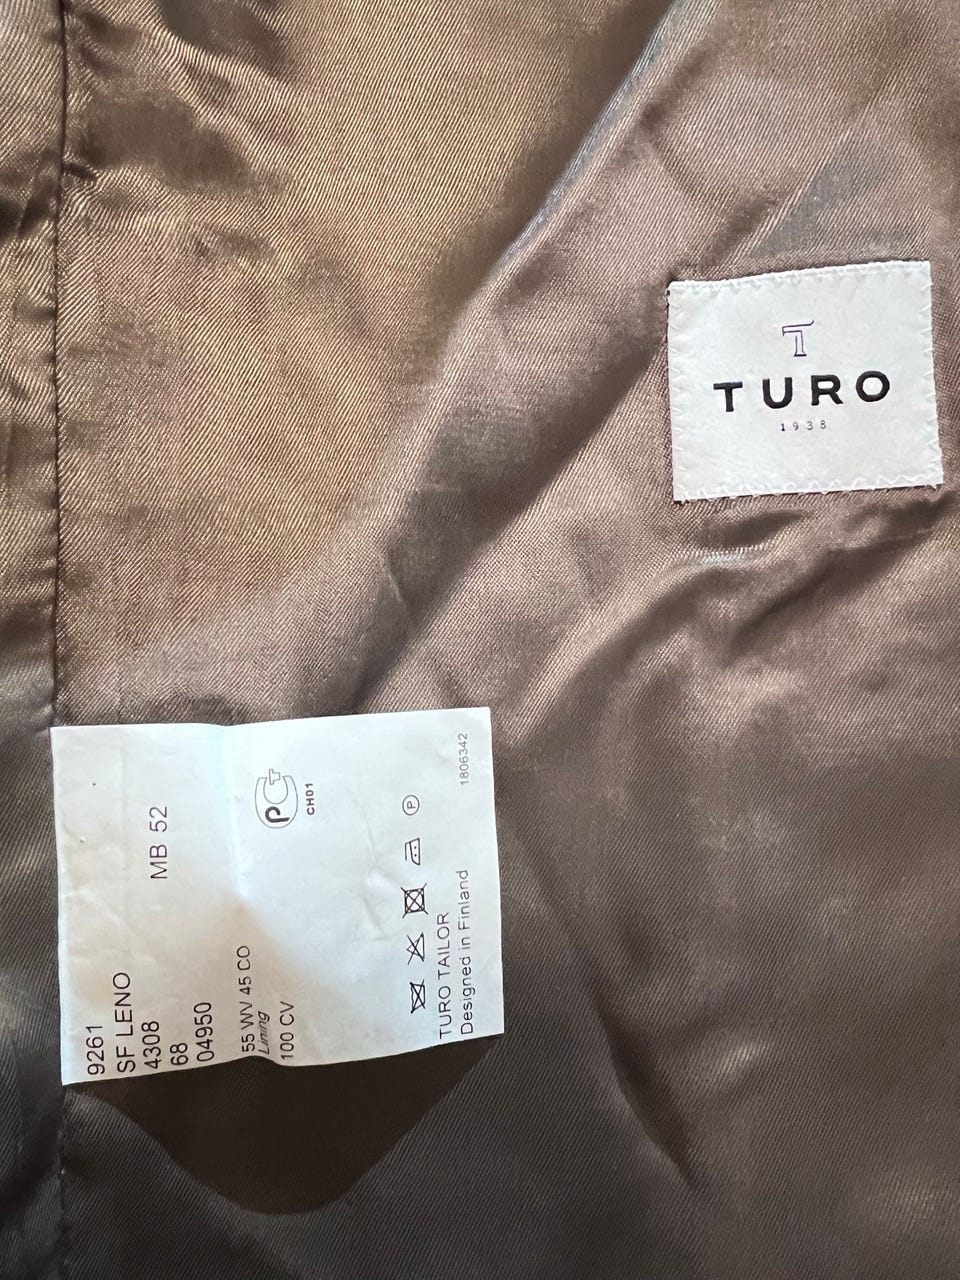 T
TURO
1938
9261
SF LENO
4308
MB 52
68
04950
55 WV 45 CO
Lining
100 CV
РСТ
CH01
P
TURO TAILOR
Designed in Finland
1806342